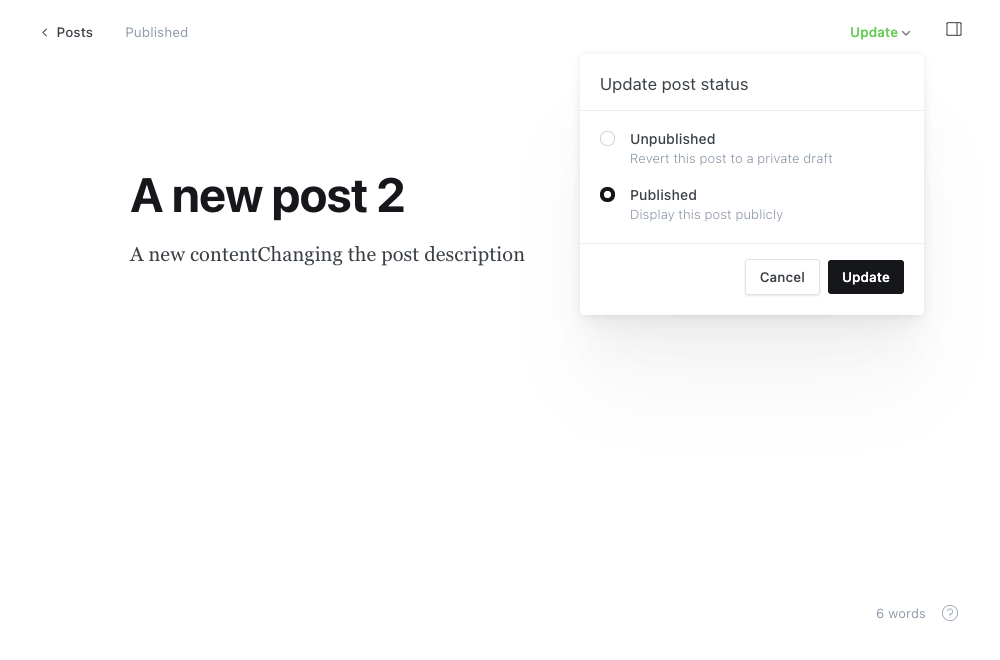 Posts
Published
Update
Update post status
Unpublished
Revert this post to a private draft
Published
Display this post publicly
Cancel
Update
A new post 2
A new contentChanging the post description
6 words
?